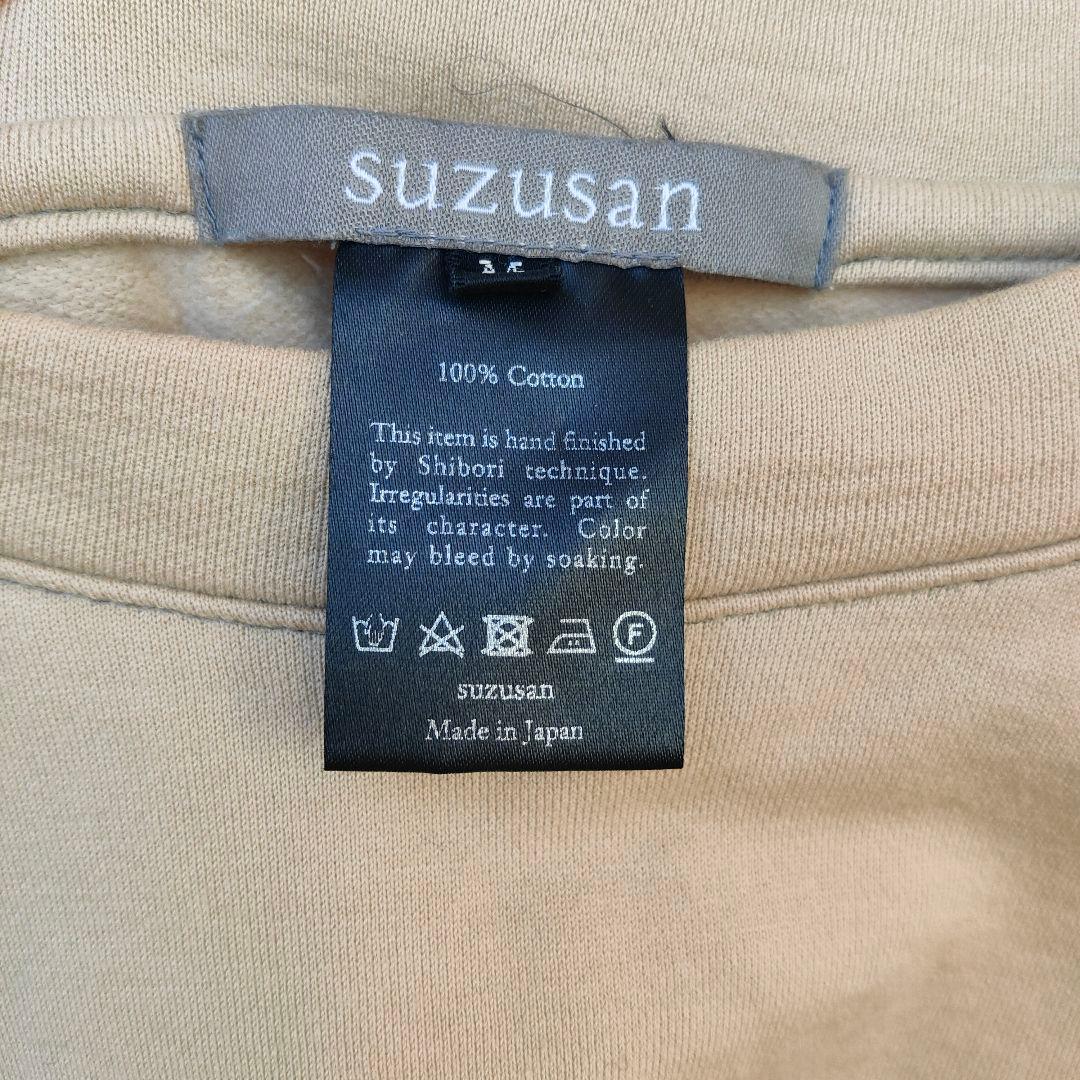 suzusan
100% Cotton
This item is hand finished
by Shibori technique.
Irregularities are part of
its character. Color
may bleed by soaking.
F
suzusan
Made in Japan